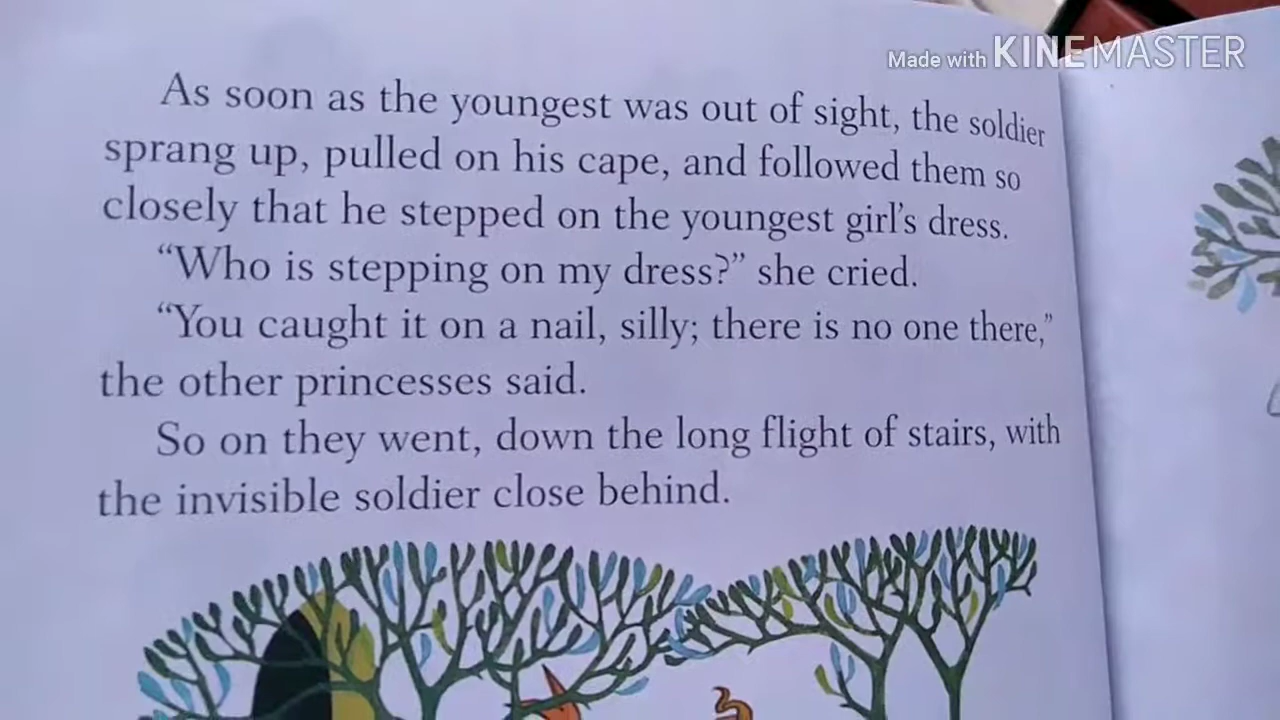 Made with KINEMASTER
As soon as the youngest was out of sight, the soldier
sprang up, pulled on his cape, and followed them so
closely that he stepped on the youngest girl's dress.
“Who is stepping on my dress?” she cried.
“You caught it on a nail, silly; there is no one there,”
the other princesses said.
So on they went, down the long flight of stairs, with
the invisible soldier close behind.